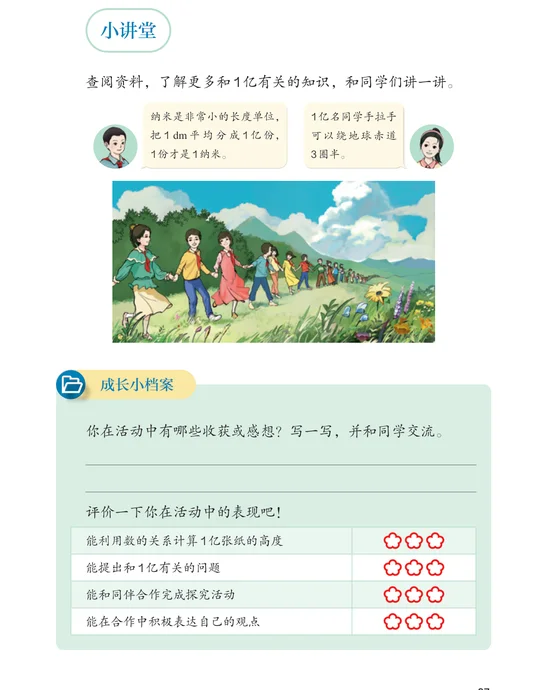 小讲堂
查阅资料，了解更多和1亿有关的知识，和同学们讲一讲。
纳米是非常小的长度单位，
把1 dm平均分成1亿份，
1份才是1纳米。
1亿名同学手拉手
可以绕地球赤道
3圈半。
成长小档案
你在活动中有哪些收获或感想？写一写，并和同学交流。
评价一下你在活动中的表现吧！
能利用数的关系计算1亿张纸的高度
能提出和1亿有关的问题
能和同伴合作完成探究活动
能在合作中积极表达自己的观点